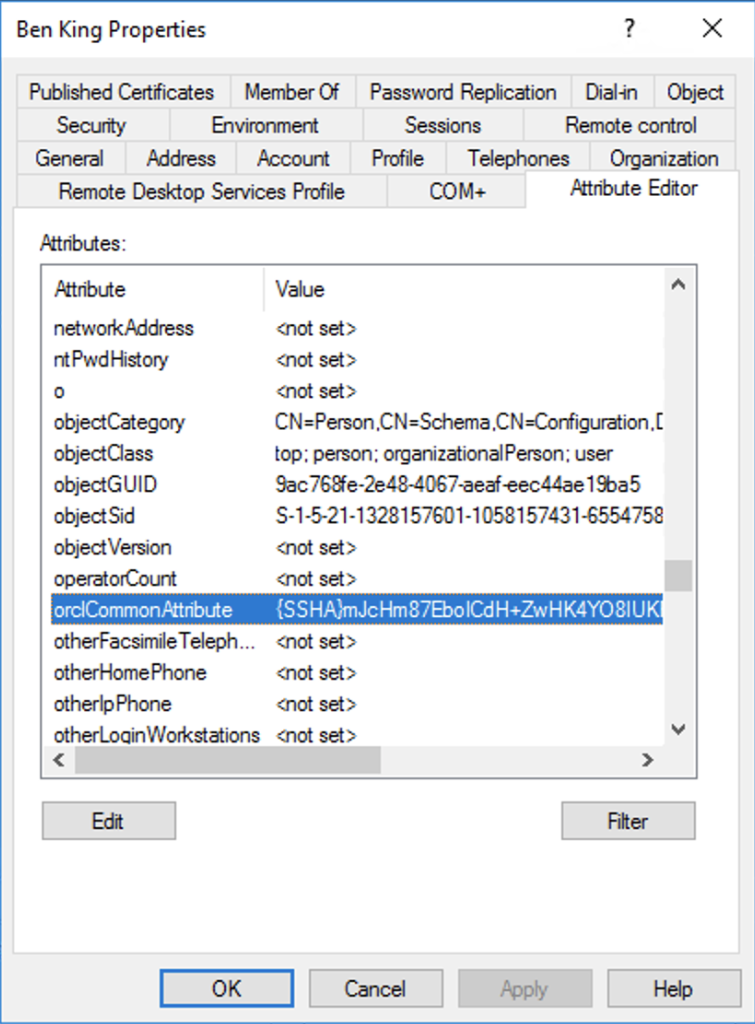 Ben King Properties ?
Published Certificates Member Of Password Replication Dial-in Object
Security Environment Sessions Remote control
General Address Account Profile Telephones Organization
Remote Desktop Services Profile COM+ Attribute Editor
Attributes:
Attribute Value
networkAddress <not set>
ntPwdHistory <not set>
o <not set>
objectCategory CN=Person,CN=Schema,CN=Configuration,D
objectClass top; person; organizationalPerson; user
objectGUID 9ac768fe-2e48-4067-aeaf-eec44ae19ba5
objectSid S-1-5-21-1328157601-1058157431-6554758
objectVersion <not set>
operatorCount <not set>
orclCommonAttribute {SSHA}mJcHm87EboICdH+ZwHK4YO8IUKI
otherFacsimileTeleph... <not set>
otherHomePhone <not set>
otherIpPhone <not set>
otherLoginWorkstations <not set>
Edit Filter
OK Cancel Apply Help